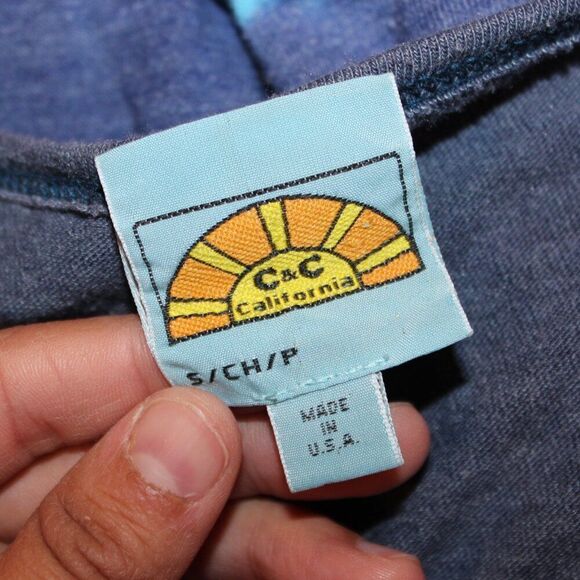 C&C
California
S/CH/P
MADE
IN
U.S.A.